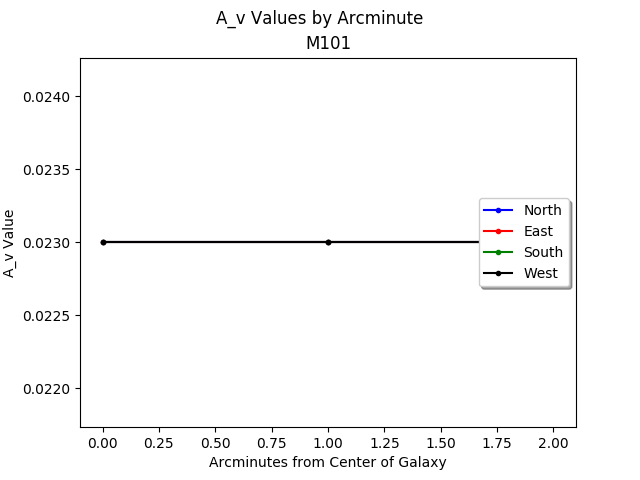 A_v Values by Arcminute
M101
A_v Value
0.0240
0.0235
0.0230
0.0225
0.0220
North
East
South
West
0.00 0.25 0.50 0.75 1.00 1.25 1.50 1.75 2.00
Arcminutes from Center of Galaxy